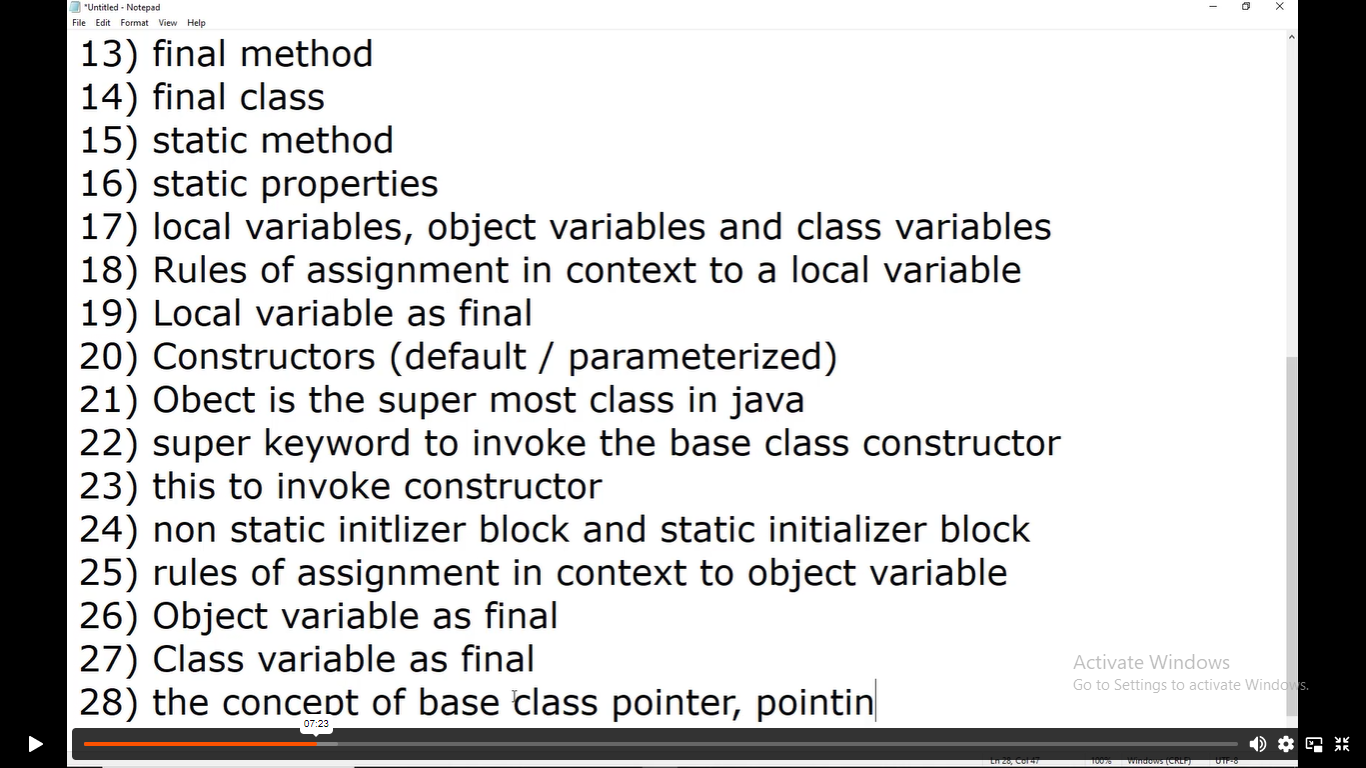 *Untitled - Notepad
File Edit Format View Help
13) final method
14) final class
15) static method
16) static properties
17) local variables, object variables and class variables
18) Rules of assignment in context to a local variable
19) Local variable as final
20) Constructors (default / parameterized)
21) Obect is the super most class in java
22) super keyword to invoke the base class constructor
23) this to invoke constructor
24) non static initlizer block and static initializer block
25) rules of assignment in context to object variable
26) Object variable as final
27) Class variable as final
Activate Windows
Go to Settings to activate Windows.
28) the concept of base class pointer, pointin
07:23
Ln 28, Col 47 100% Windows (CRLF) UTF-8